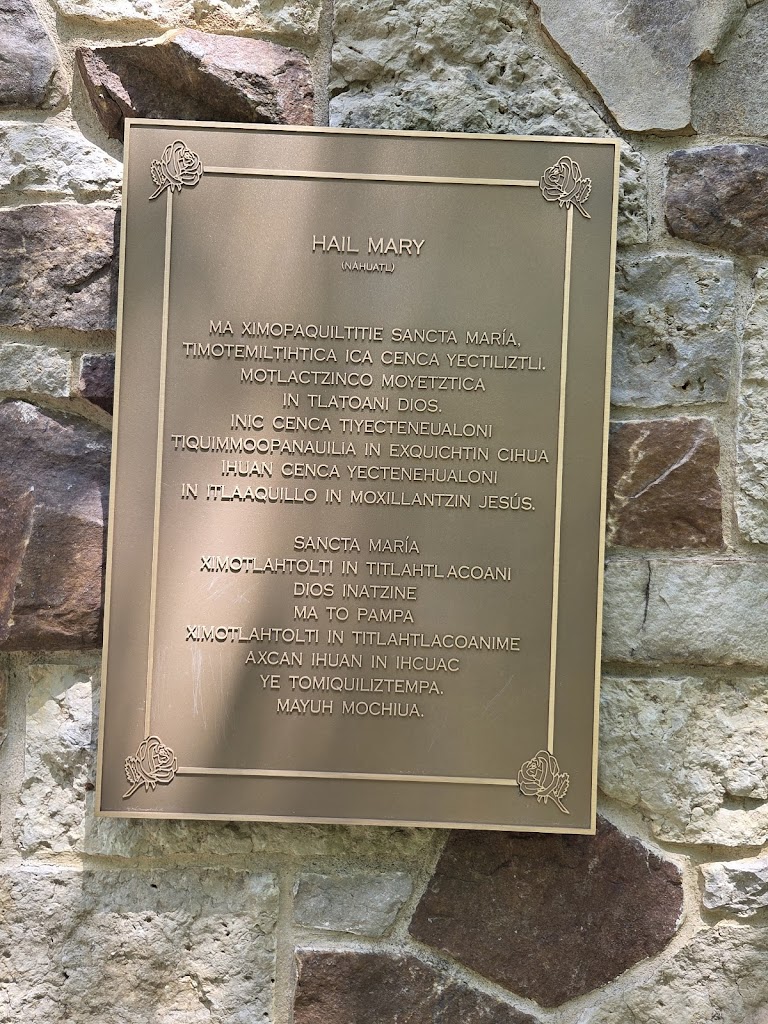 HAIL MARY
(NAHUATL)
MA XIMOPAQUILTITIE SANCTA MARÍA,
TIMOTEMILTIHTICA ICA CENCA YECTILIZTLI.
MOTLACTZINCO MOYETZTICA
IN TLATOANI DIOS.
INIC CENCA TIYECTENEUALONI
TIQUIMMOOPANAUILIA IN EXQUICHTIN CIHUA
IHUAN CENCA YECTENEHUALONI
IN ITLAAQUILLO IN MOXILLANTZIN JESÚS.
SANCTA MARÍA
XIMOTLAHTOLTI IN TITLAHTLACOANI
DIOS INATZINE
MA TO PAMPA
XIMOTLAHTOLTI IN TITLAHTLACOANIME
AXCAN IHUAN IN IHCUAC
YE TOMIQUILIZTEMPA.
MAYUH MOCHIUA.